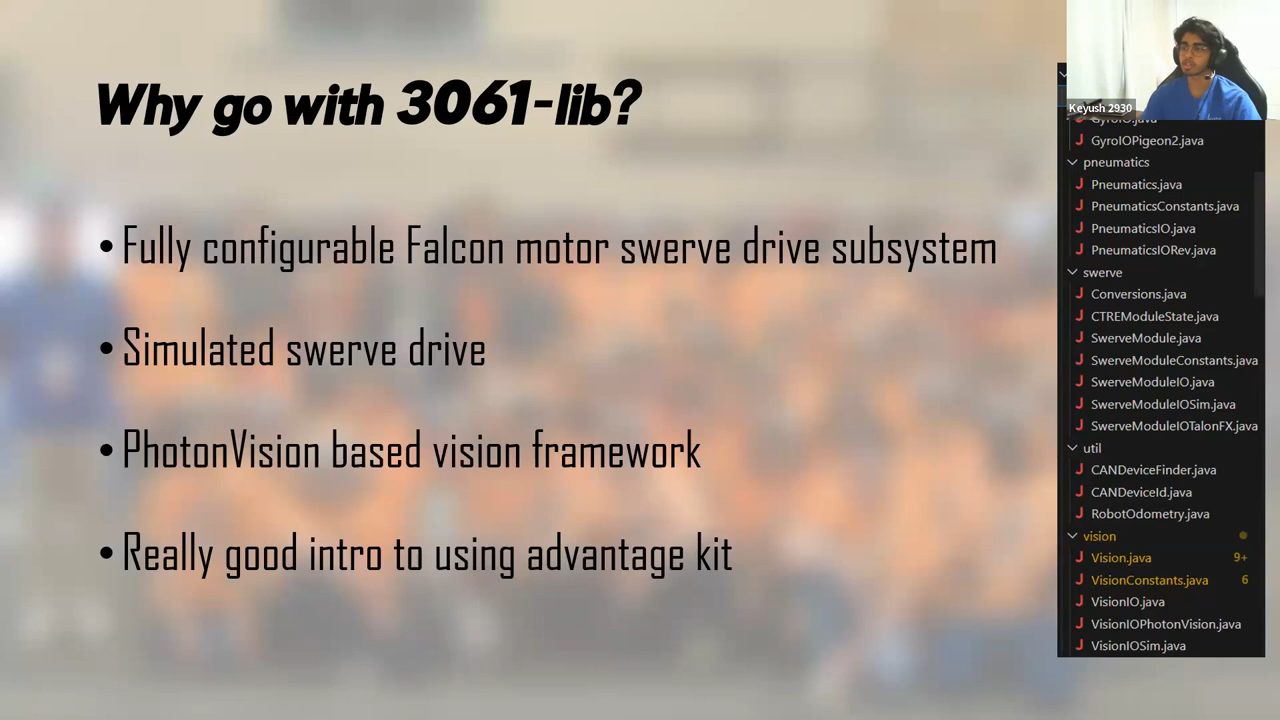 Why go with 3061-lib?
• Fully configurable Falcon motor swerve drive subsystem
• Simulated swerve drive
• PhotonVision based vision framework
• Really good intro to using advantage kit
Keyush 2930
GyroIO.java
GyroIOPigeon2.java
pneumatics
Pneumatics.java
PneumaticsConstants.java
PneumaticsIO.java
PneumaticsIORev.java
swerve
Conversions.java
CTREModuleState.java
SwerveModule.java
SwerveModuleConstants.java
SwerveModuleIO.java
SwerveModuleIOSim.java
SwerveModuleIOTalonFX.java
util
CANDeviceFinder.java
CANDeviceId.java
RobotOdometry.java
vision
Vision.java 9+
VisionConstants.java 6
VisionIO.java
VisionIOPhotonVision.java
VisionIOSim.java